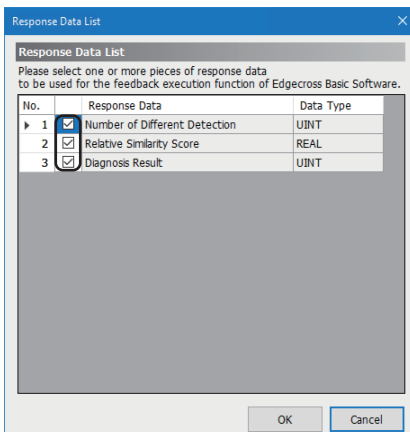 Response Data List
Response Data List
Please select one or more pieces of response data
to be used for the feedback execution function of Edgecross Basic Software.
No. Response Data Data Type
1 Number of Different Detection UINT
2 Relative Similarity Score REAL
3 Diagnosis Result UINT
OK Cancel